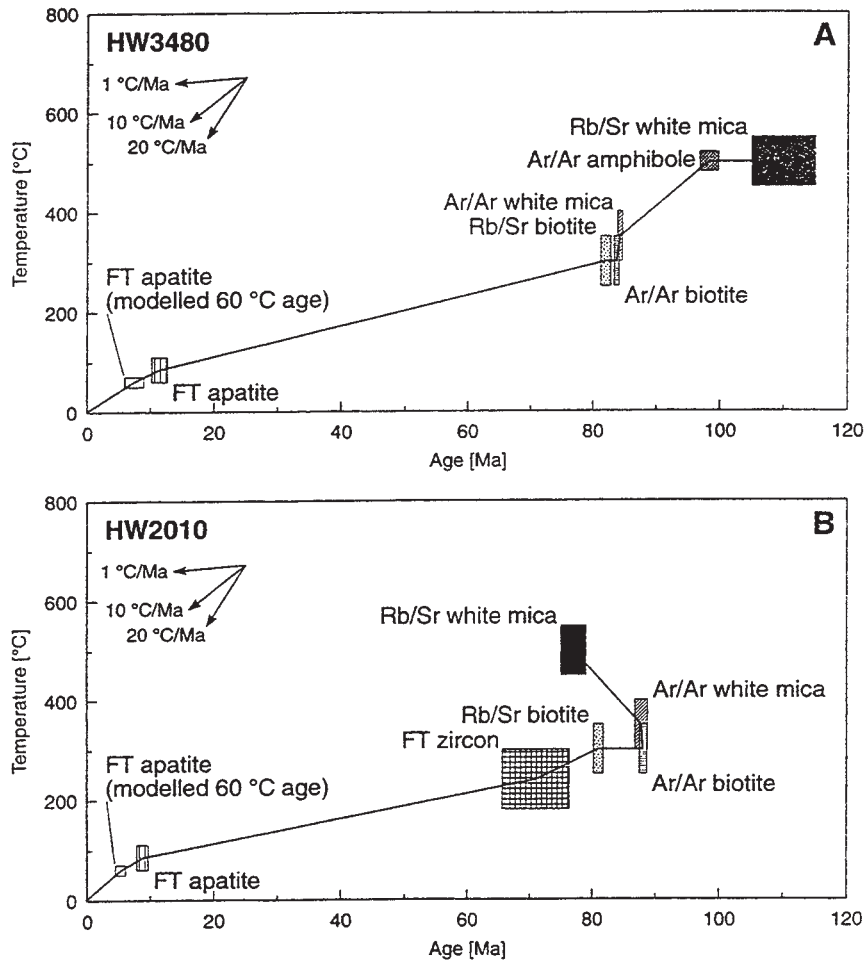 HW3480
A
1 °C/Ma
10 °C/Ma
20 °C/Ma
Rb/Sr white mica
Ar/Ar amphibole
Ar/Ar white mica
Rb/Sr biotite
Ar/Ar biotite
FT apatite
(modelled 60 °C age)
FT apatite
Temperature [°C]
800
600
400
200
0
0
20
40
60
80
100
120
Age [Ma]
HW2010
B
1 °C/Ma
10 °C/Ma
20 °C/Ma
Rb/Sr white mica
Ar/Ar white mica
Rb/Sr biotite
FT zircon
Ar/Ar biotite
FT apatite
(modelled 60 °C age)
FT apatite
Temperature [°C]
800
600
400
200
0
0
20
40
60
80
100
120
Age [Ma]